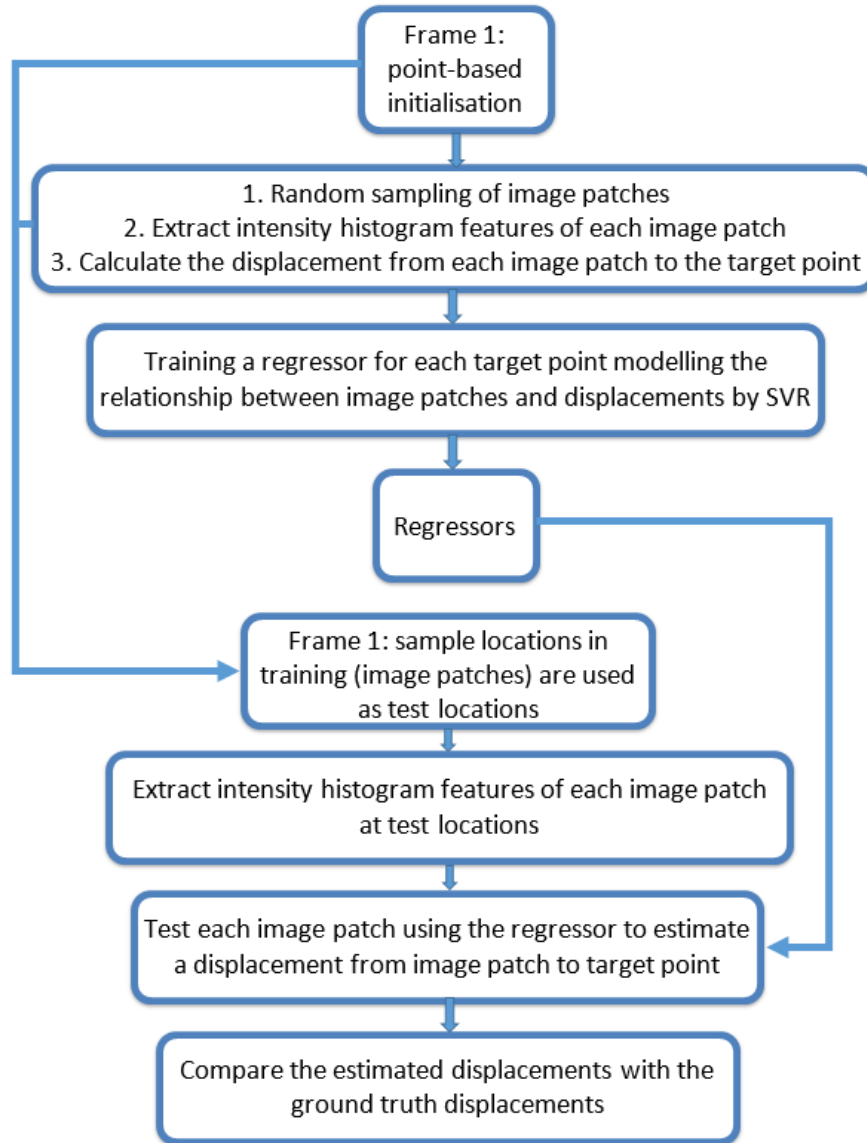 Frame 1:
point-based
initialisation
1. Random sampling of image patches
2. Extract intensity histogram features of each image patch
3. Calculate the displacement from each image patch to the target point
Training a regressor for each target point modelling the
relationship between image patches and displacements by SVR
Regressors
Frame 1: sample locations in
training (image patches) are used
as test locations
Extract intensity histogram features of each image patch
at test locations
Test each image patch using the regressor to estimate
a displacement from image patch to target point
Compare the estimated displacements with the
ground truth displacements